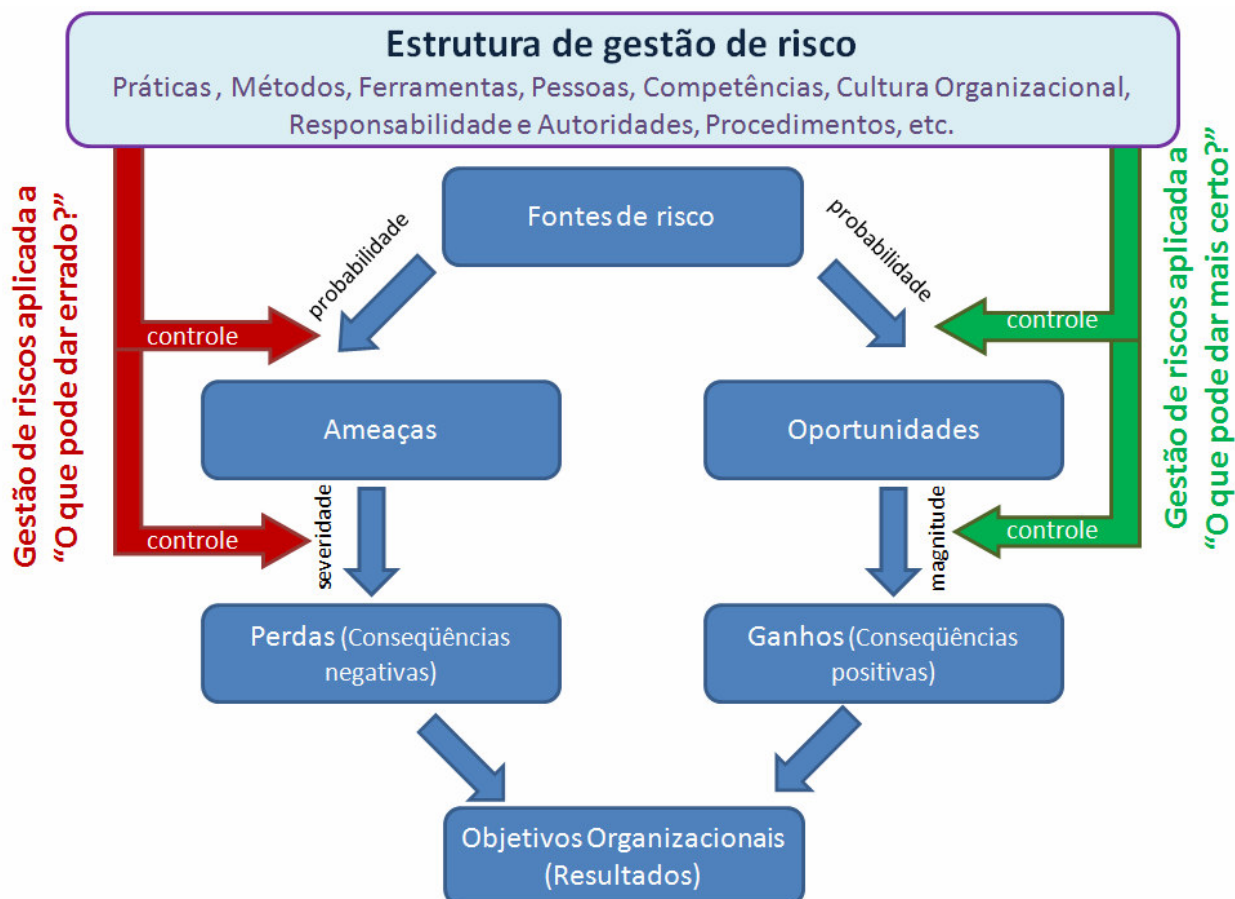 Estrutura de gestão de risco
Práticas , Métodos, Ferramentas, Pessoas, Competências, Cultura Organizacional,
Responsabilidade e Autoridades, Procedimentos, etc.
Gestão de riscos aplicada a
“O que pode dar errado?”
Gestão de riscos aplicada a
“O que pode dar mais certo?”
Fontes de risco
probabilidade
probabilidade
controle
controle
Ameaças
Oportunidades
severidade
magnitude
controle
controle
Perdas (Conseqüências
negativas)
Ganhos (Conseqüências
positivas)
Objetivos Organizacionais
(Resultados)